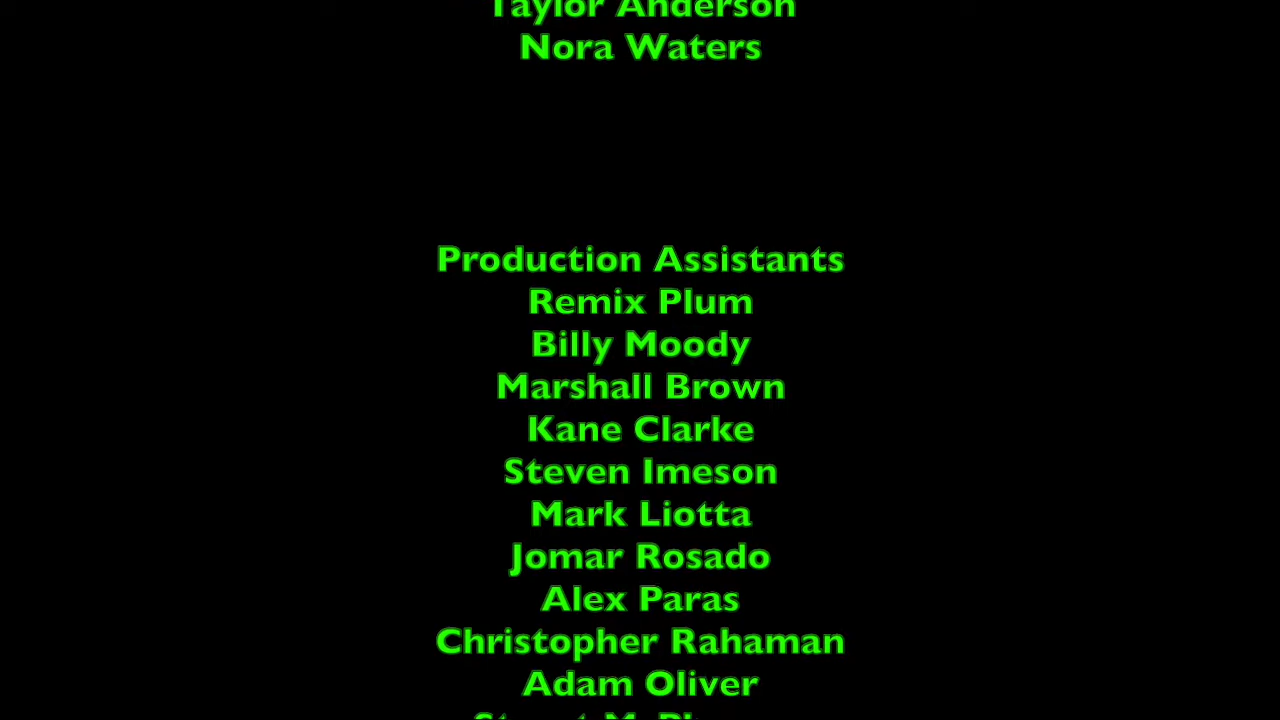 Taylor Anderson
Nora Waters
Production Assistants
Remix Plum
Billy Moody
Marshall Brown
Kane Clarke
Steven Imeson
Mark Liotta
Jomar Rosado
Alex Paras
Christopher Rahaman
Adam Oliver